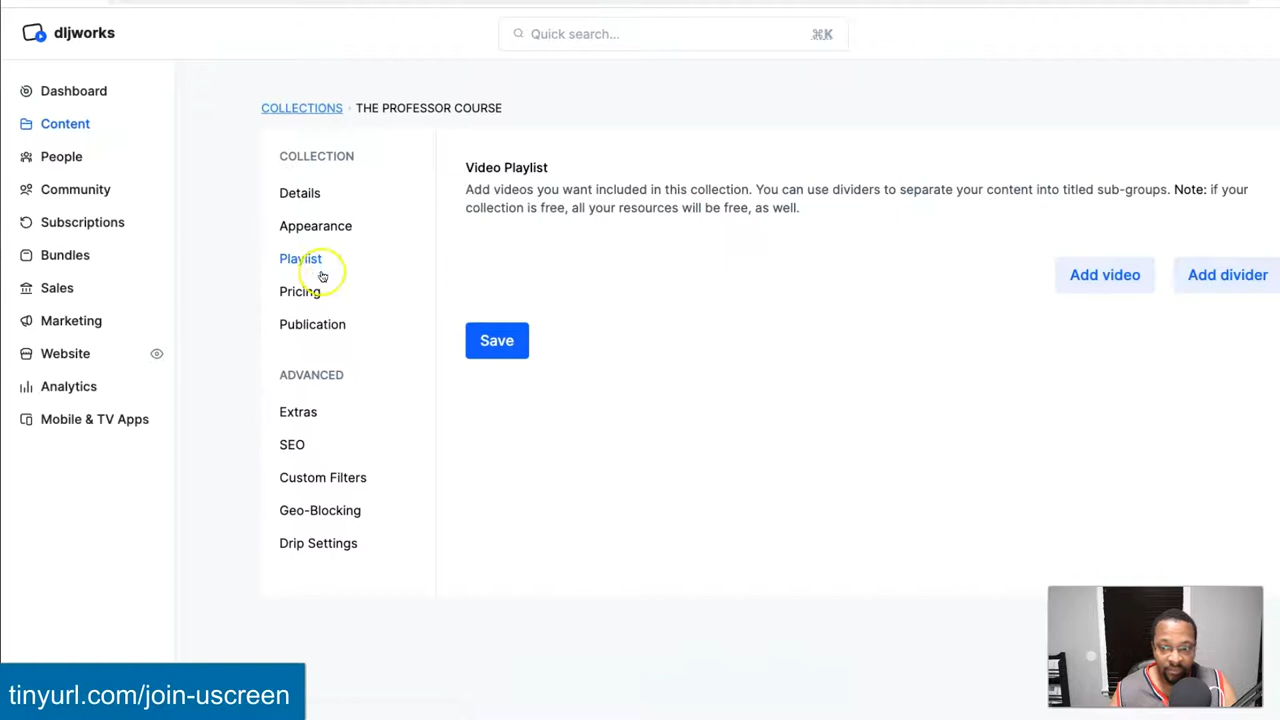 dljworks
Quick search...
⌘K
Dashboard
Content
People
Community
Subscriptions
Bundles
Sales
Marketing
Website
Analytics
Mobile & TV Apps
COLLECTIONS · THE PROFESSOR COURSE
COLLECTION
Details
Appearance
Playlist
Pricing
Publication
ADVANCED
Extras
SEO
Custom Filters
Geo-Blocking
Drip Settings
Video Playlist
Add videos you want included in this collection. You can use dividers to separate your content into titled sub-groups. Note: if your
collection is free, all your resources will be free, as well.
Add video
Add divider
Save
tinyurl.com/join-uscreen